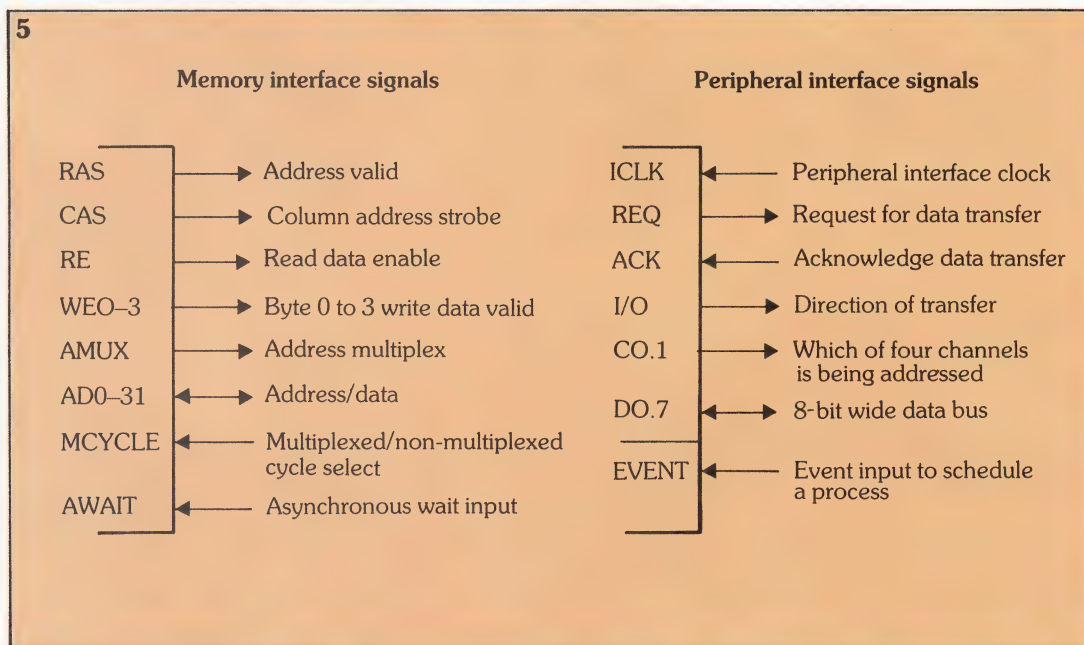 5
Memory interface signals
RAS Address valid
CAS Column address strobe
RE Read data enable
WEO–3 Byte 0 to 3 write data valid
AMUX Address multiplex
AD0–31 Address/data
MCYCLE Multiplexed/non-multiplexed
cycle select
AWAIT Asynchronous wait input
Peripheral interface signals
ICLK Peripheral interface clock
REQ Request for data transfer
ACK Acknowledge data transfer
I/O Direction of transfer
CO.1 Which of four channels
is being addressed
DO.7 8-bit wide data bus
EVENT Event input to schedule
a process